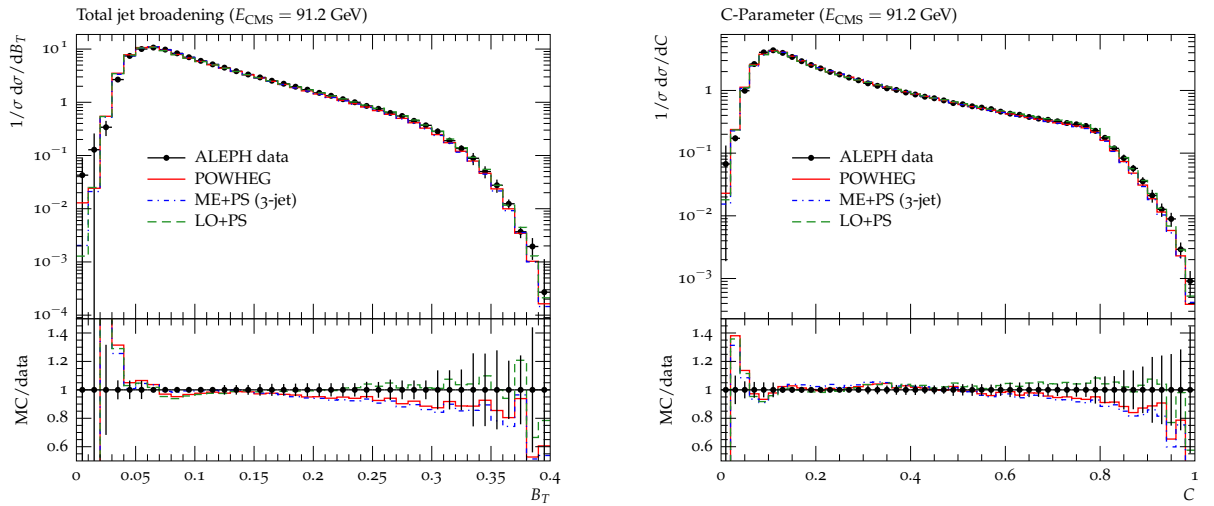 Total jet broadening (E_CMS = 91.2 GeV)
1/σ dσ/dB_T
10^1
1
10^−1
10^−2
10^−3
10^−4
ALEPH data
POWHEG
ME+PS (3-jet)
LO+PS
MC/data
1.4
1.2
1
0.8
0.6
0 0.05 0.1 0.15 0.2 0.25 0.3 0.35 0.4
B_T
C-Parameter (E_CMS = 91.2 GeV)
1/σ dσ/dC
1
10^−1
10^−2
10^−3
ALEPH data
POWHEG
ME+PS (3-jet)
LO+PS
MC/data
1.4
1.2
1
0.8
0.6
0 0.2 0.4 0.6 0.8 1
C